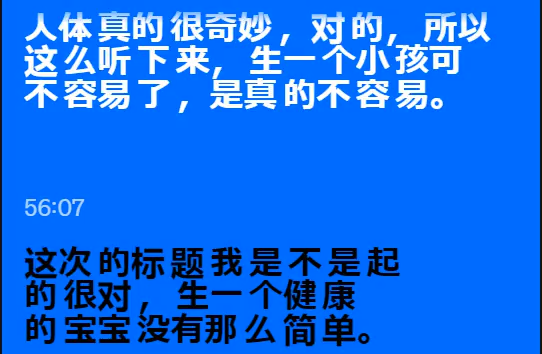 人体真的很奇妙，对的，所以
这么听下来，生一个小孩可
不容易了，是真的不容易。
56:07
这次的标题我是不是起
的很对，生一个健康
的宝宝没有那么简单。